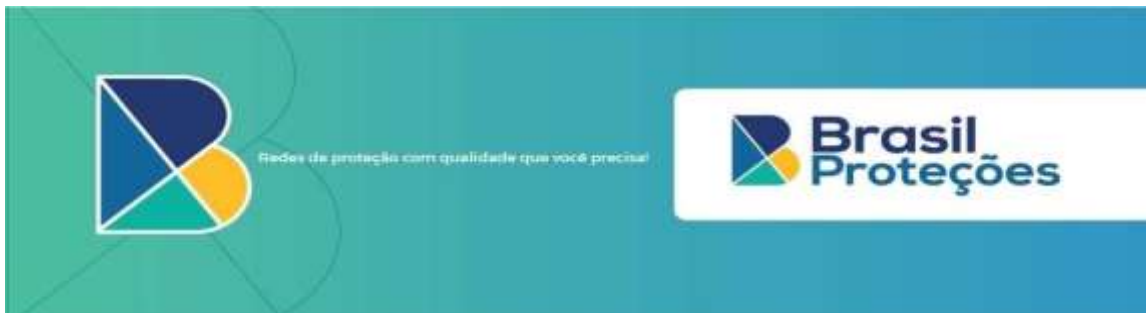 Redes de proteção com qualidade que você precisa!
Brasil
Proteções